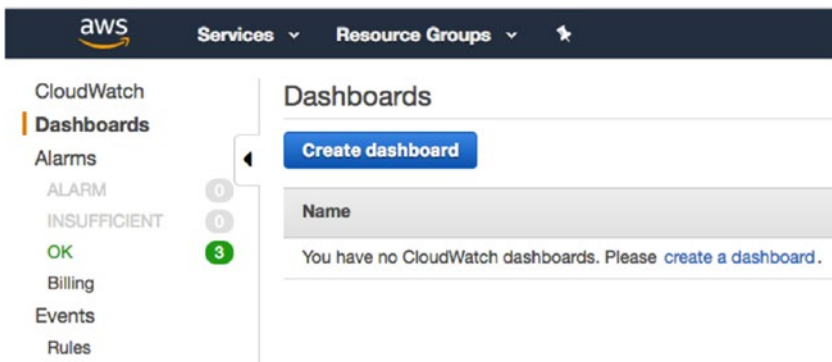 aws Services Resource Groups
CloudWatch
Dashboards
Alarms
ALARM 0
INSUFFICIENT 0
OK 3
Billing
Events
Rules
Dashboards
Create dashboard
Name
You have no CloudWatch dashboards. Please create a dashboard.